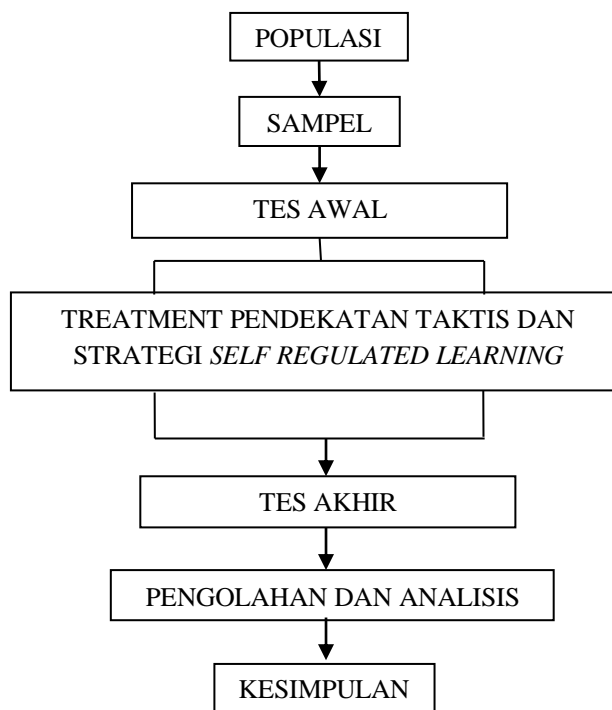 POPULASI
SAMPEL
TES AWAL
TREATMENT PENDEKATAN TAKTIS DAN
STRATEGI SELF REGULATED LEARNING
TES AKHIR
PENGOLAHAN DAN ANALISIS
KESIMPULAN